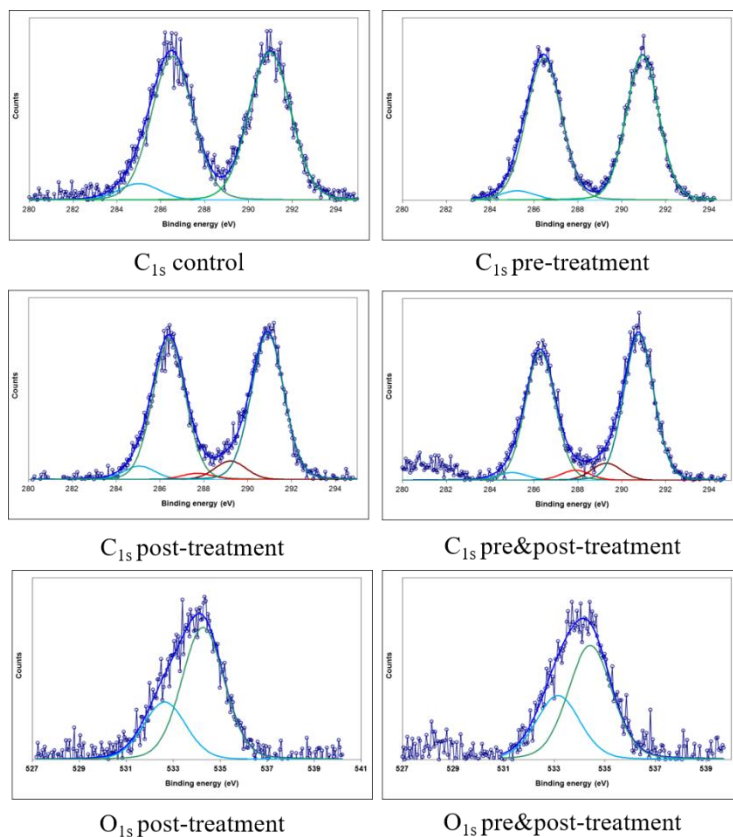 Counts
280 282 284 286 288 290 292 294
Binding energy (eV)
C1s control
Counts
280 282 284 286 288 290 292 294
Binding energy (eV)
C1s pre-treatment
Counts
280 282 284 286 288 290 292 294
Binding energy (eV)
C1s post-treatment
Counts
280 282 284 286 288 290 292 294
Binding energy (eV)
C1s pre&post-treatment
Counts
527 529 531 533 535 537 539 541
Binding energy (eV)
O1s post-treatment
Counts
527 529 531 533 535 537 539
Binding energy (eV)
O1s pre&post-treatment